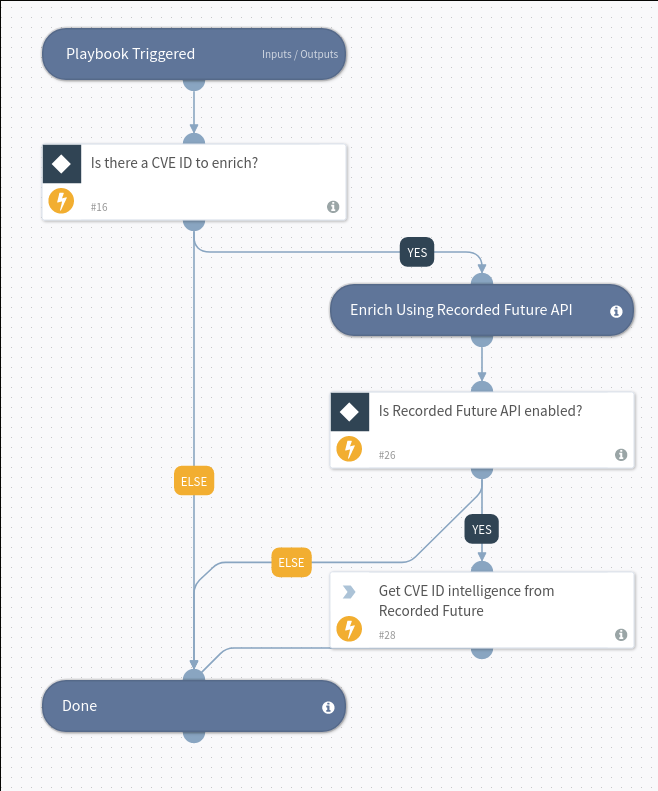 Playbook Triggered
Inputs / Outputs
Is there a CVE ID to enrich?
#16
YES
Enrich Using Recorded Future API
Is Recorded Future API enabled?
#26
ELSE
YES
ELSE
Get CVE ID intelligence from
Recorded Future
#28
Done